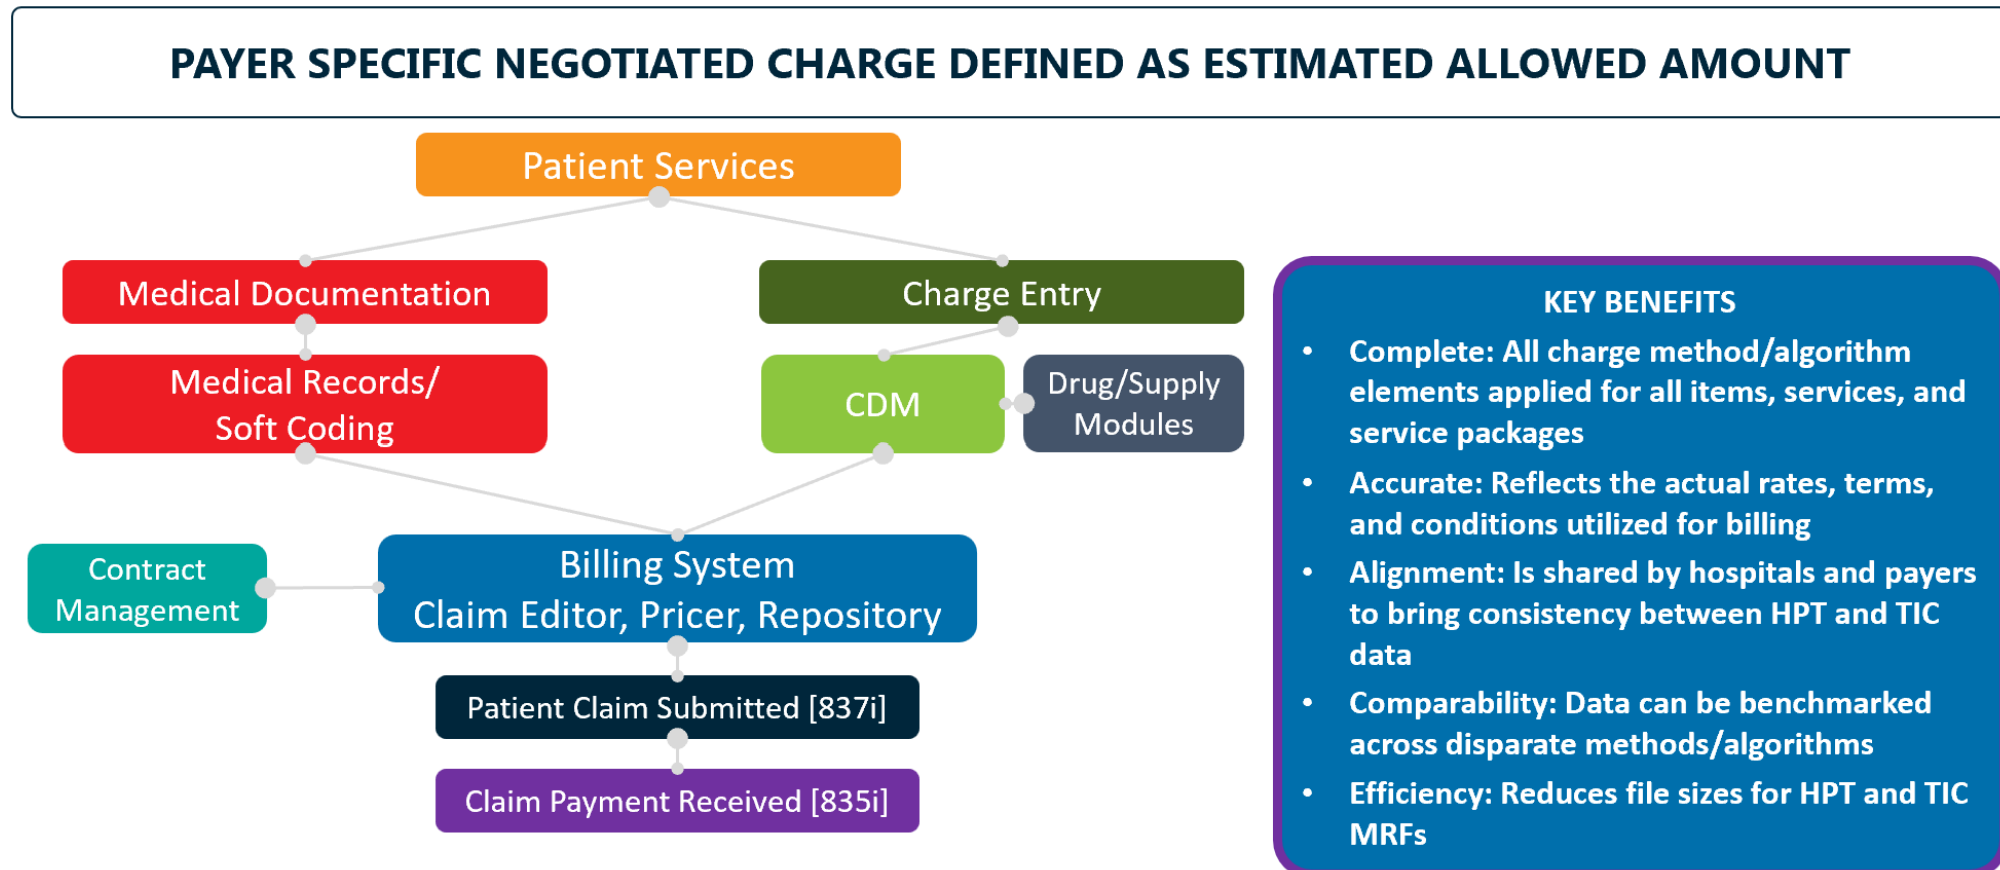 PAYER SPECIFIC NEGOTIATED CHARGE DEFINED AS ESTIMATED ALLOWED AMOUNT
Patient Services
Medical Documentation
Charge Entry
Medical Records/
Soft Coding
CDM
Drug/Supply
Modules
Contract
Management
Billing System
Claim Editor, Pricer, Repository
Patient Claim Submitted [837i]
Claim Payment Received [835i]
KEY BENEFITS
• Complete: All charge method/algorithm
elements applied for all items, services, and
service packages
• Accurate: Reflects the actual rates, terms,
and conditions utilized for billing
• Alignment: Is shared by hospitals and payers
to bring consistency between HPT and TIC
data
• Comparability: Data can be benchmarked
across disparate methods/algorithms
• Efficiency: Reduces file sizes for HPT and TIC
MRFs